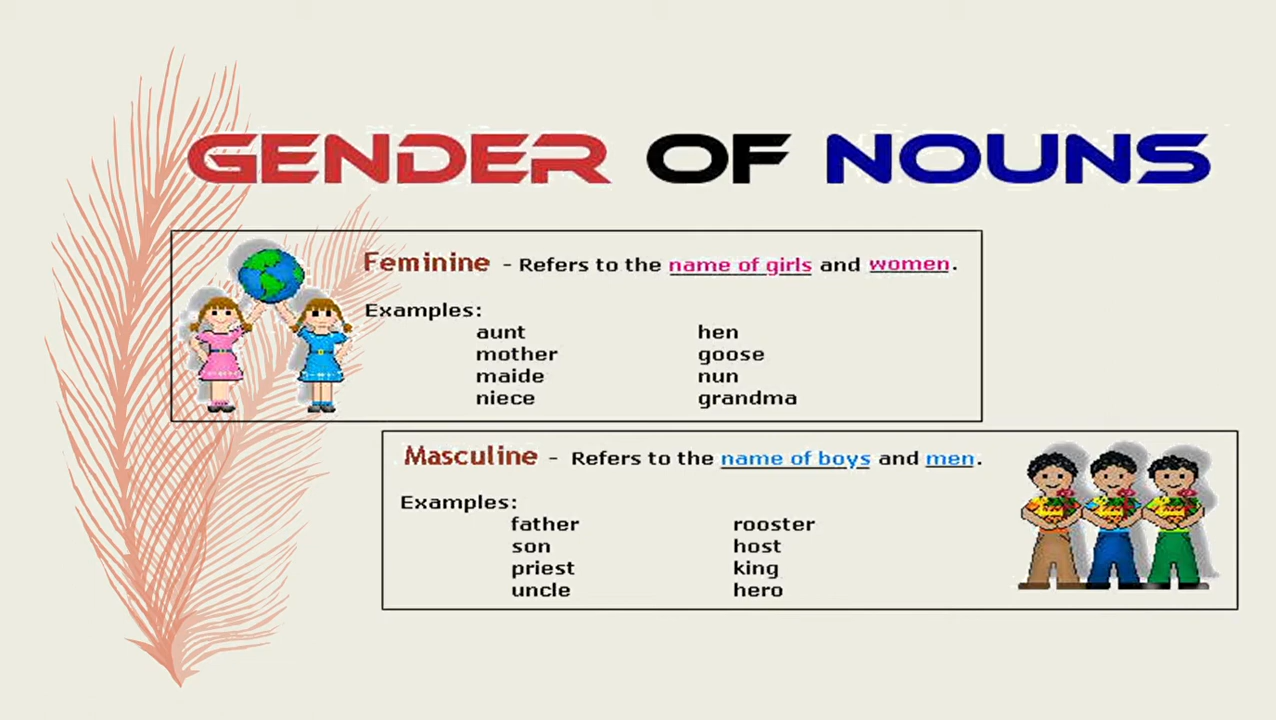 GENDER OF NOUNS
Feminine - Refers to the name of girls and women.
Examples:
aunt hen
mother goose
maide nun
niece grandma
Masculine - Refers to the name of boys and men.
Examples:
father rooster
son host
priest king
uncle hero